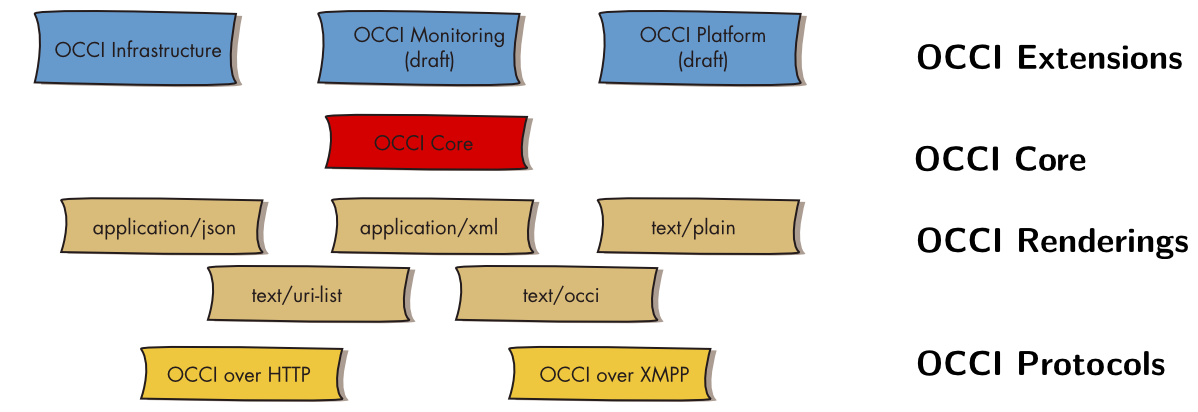 OCCI Infrastructure
OCCI Monitoring
(draft)
OCCI Platform
(draft)
OCCI Extensions
OCCI Core
OCCI Core
application/json
application/xml
text/plain
OCCI Renderings
text/uri-list
text/occi
OCCI over HTTP
OCCI over XMPP
OCCI Protocols